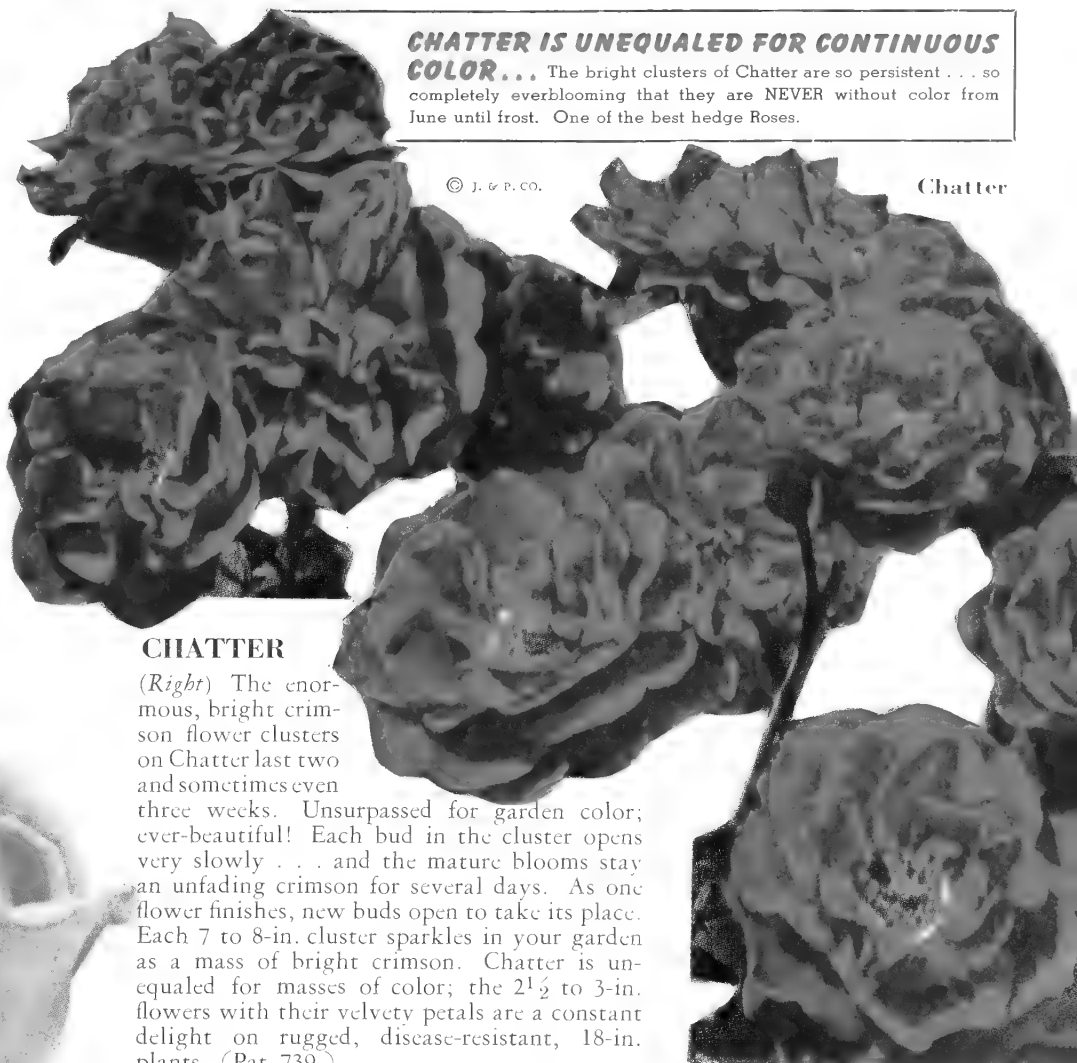 CHATTER IS UNEQUALED FOR CONTINUOUS
COLOR... The bright clusters of Chatter are so persistent . . . so
completely everblooming that they are NEVER without color from
June until frost. One of the best hedge Roses.
© J. & P. CO.
Chatter
CHATTER
(Right) The enor-
mous, bright crim-
son flower clusters
on Chatter last two
and sometimes even
three weeks. Unsurpassed for garden color;
ever-beautiful! Each bud in the cluster opens
very slowly . . . and the mature blooms stay
an unfading crimson for several days. As one
flower finishes, new buds open to take its place.
Each 7 to 8-in. cluster sparkles in your garden
as a mass of bright crimson. Chatter is un-
equaled for masses of color; the 2½ to 3-in.
flowers with their velvety petals are a constant
delight on rugged, disease-resistant, 18-in.
plants. (Pat. 739.)